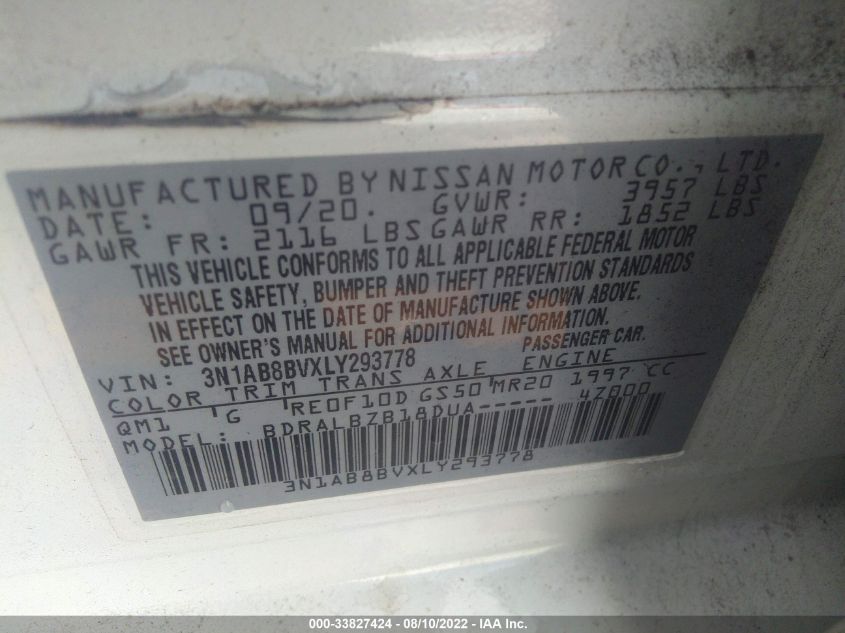 MANUFACTURED BY NISSAN MOTOR CO., LTD.
DATE: 09/20. GVWR: 3957 LBS
GAWR FR: 2116 LBS GAWR RR: 1852 LBS
THIS VEHICLE CONFORMS TO ALL APPLICABLE FEDERAL MOTOR
VEHICLE SAFETY, BUMPER AND THEFT PREVENTION STANDARDS
IN EFFECT ON THE DATE OF MANUFACTURE SHOWN ABOVE.
SEE OWNER'S MANUAL FOR ADDITIONAL INFORMATION.
VIN: 3N1AB8BVXLY293778 PASSENGER CAR.
COLOR TRIM TRANS AXLE ENGINE
QM1 G RE0F10D GS50 MR20 1997 CC
MODEL: BDRALBZB18DUA----- 4Z000
3N1AB8BVXLY293778
000-33827424 - 08/10/2022 - IAA Inc.